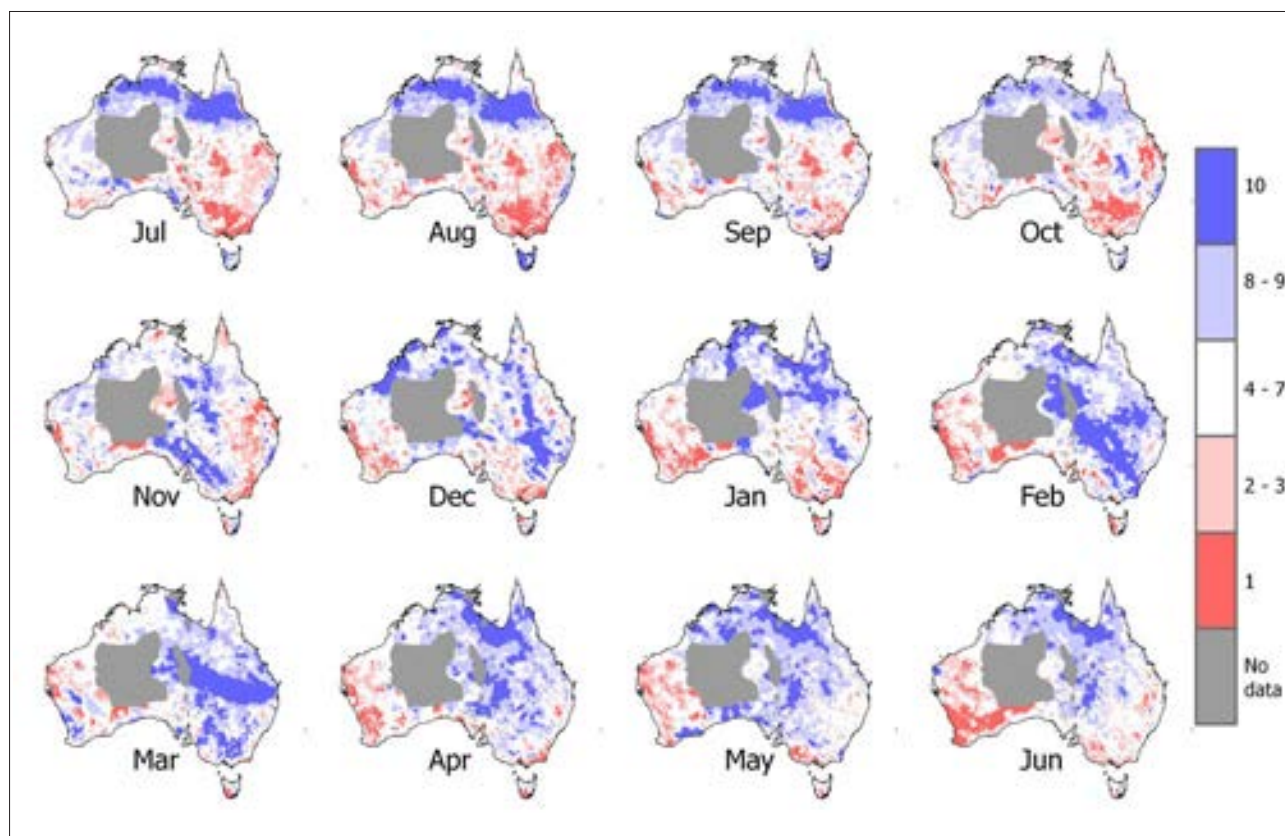 Jul
Aug
Sep
Oct
Nov
Dec
Jan
Feb
Mar
Apr
May
Jun
10
8 - 9
4 - 7
2 - 3
1
No
data